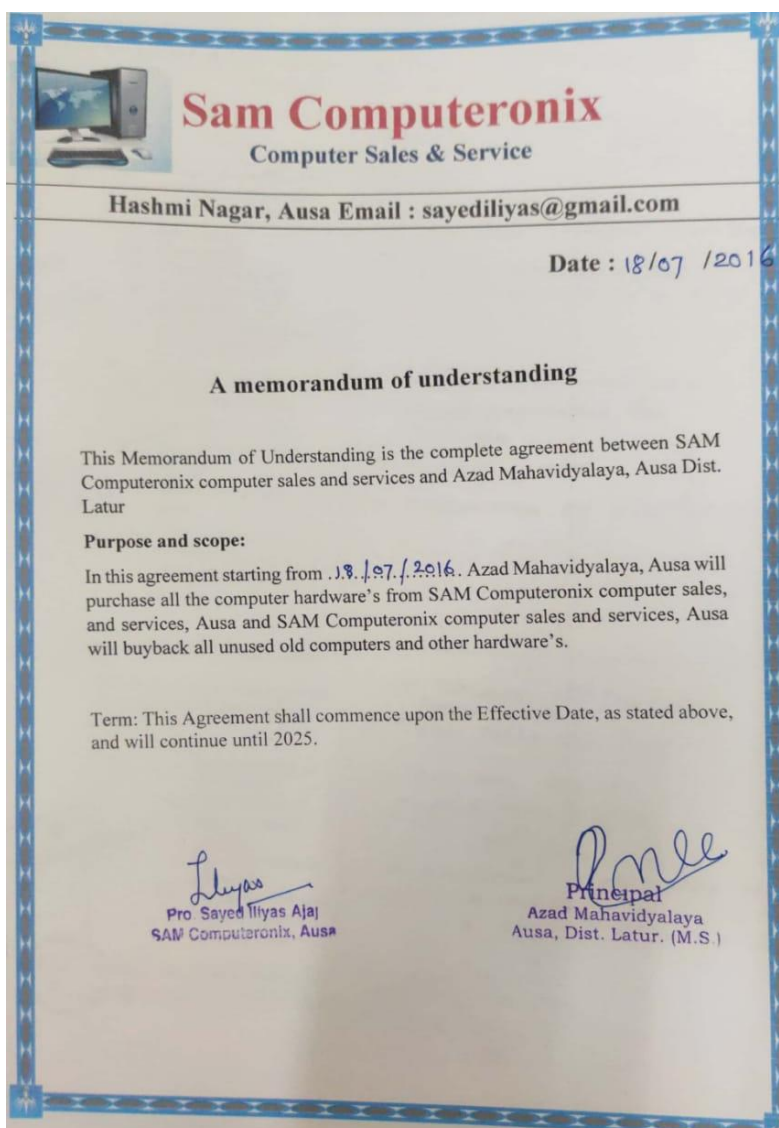 Sam Computeronix
Computer Sales & Service
Hashmi Nagar, Ausa Email : sayediliyas@gmail.com
Date : 18/07 /2016
A memorandum of understanding
This Memorandum of Understanding is the complete agreement between SAM
Computeronix computer sales and services and Azad Mahavidyalaya, Ausa Dist.
Latur
Purpose and scope:
In this agreement starting from .18./.07./.2016. Azad Mahavidyalaya, Ausa will
purchase all the computer hardware's from SAM Computeronix computer sales,
and services, Ausa and SAM Computeronix computer sales and services, Ausa
will buyback all unused old computers and other hardware's.
Term: This Agreement shall commence upon the Effective Date, as stated above,
and will continue until 2025.
Pro Sayed Iliyas Ajaj
SAM Computeronix, Ausa
Principal
Azad Mahavidyalaya
Ausa, Dist. Latur. (M.S.)